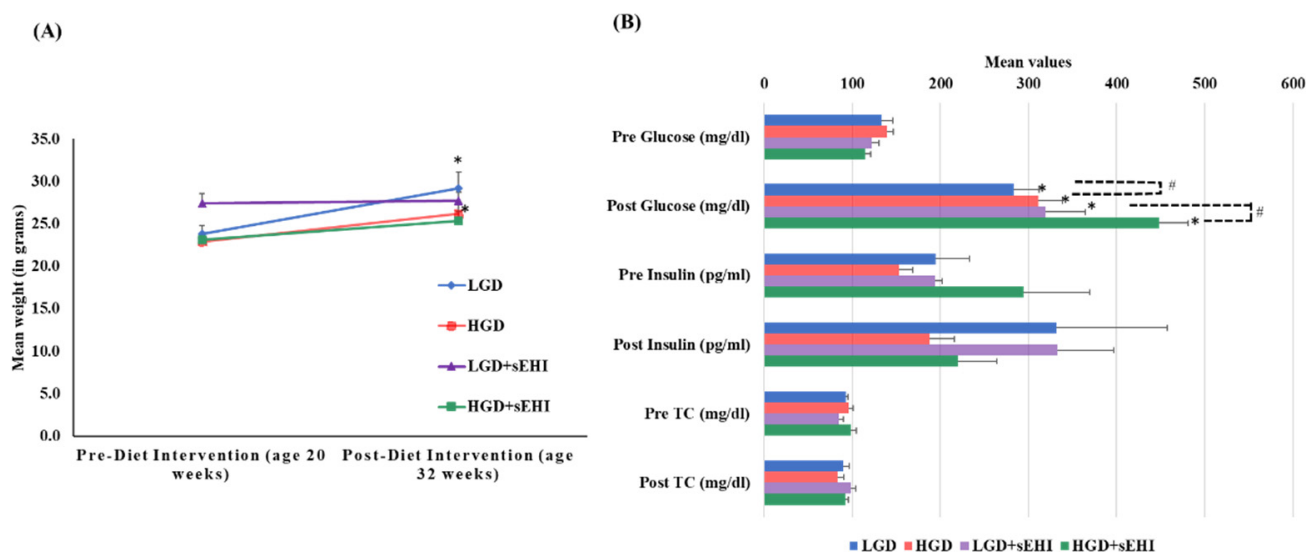 (A)
35.0
30.0
25.0
20.0
15.0
10.0
5.0
0.0
Mean weight (in grams)
*
*
LGD
HGD
LGD+sEHI
HGD+sEHI
Pre-Diet Intervention (age 20
weeks)
Post-Diet Intervention (age
32 weeks)
(B)
Mean values
0 100 200 300 400 500 600
Pre Glucose (mg/dl)
Post Glucose (mg/dl)
* #
*
* #
*
Pre Insulin (pg/ml)
Post Insulin (pg/ml)
Pre TC (mg/dl)
Post TC (mg/dl)
LGD HGD LGD+sEHI HGD+sEHI